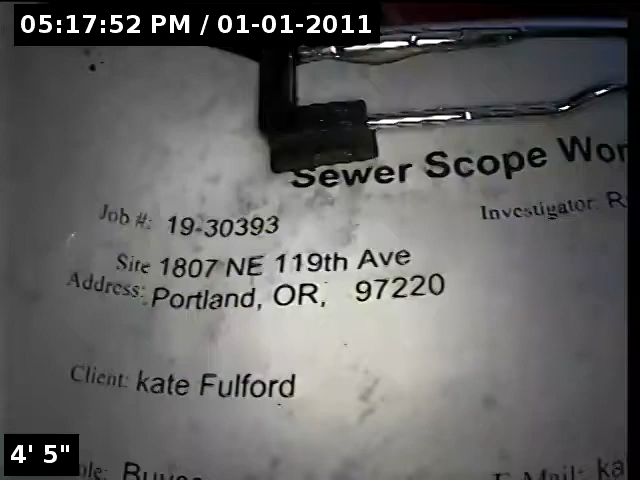 05:17:52 PM / 01-01-2011
Sewer Scope
Job #: 19-30393
Investigator:
Site 1807 NE 119th Ave
Address: Portland, OR, 97220
Client: kate Fulford
4' 5"
E-Mail: